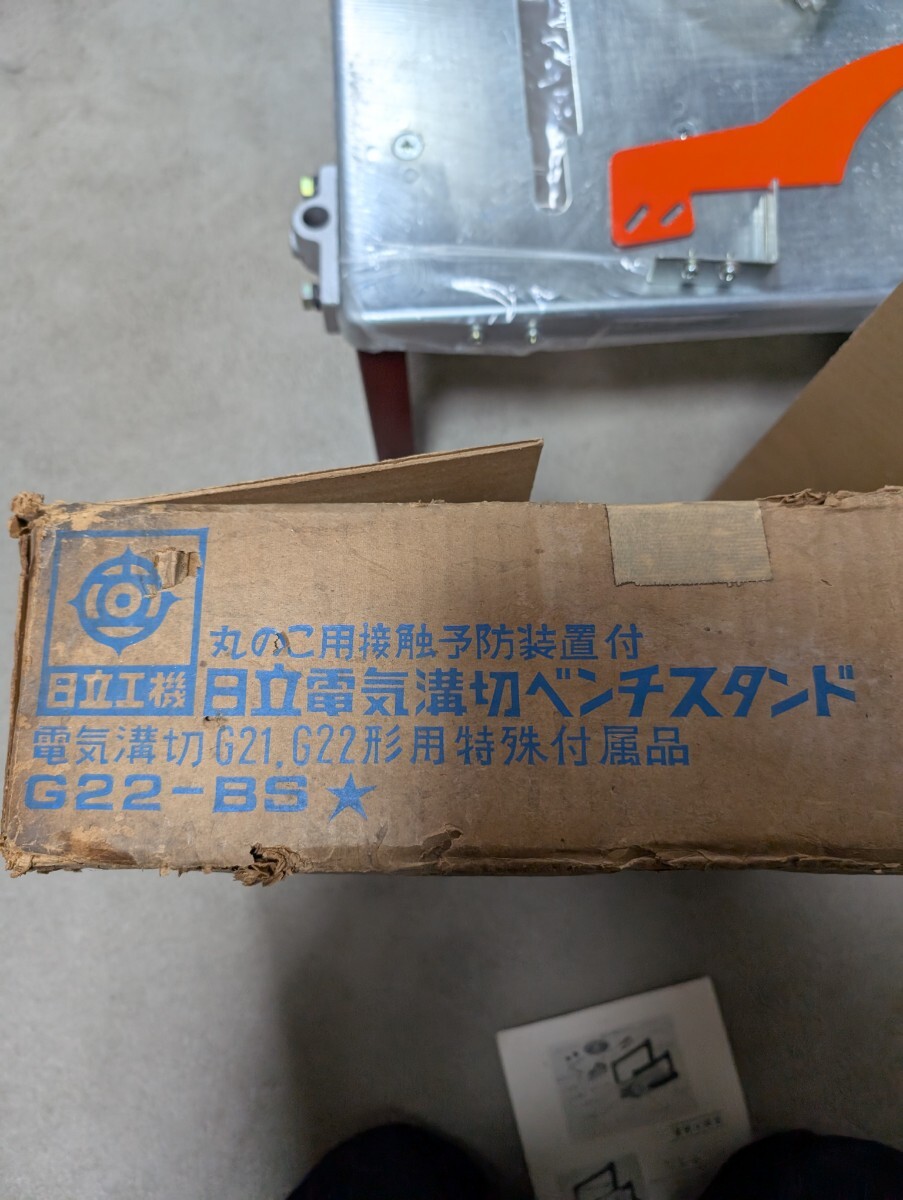 丸のこ用接触予防装置付
日立工機
日立電気溝切ベンチスタンド
電気溝切G21,G22形用特殊付属品
G22-BS★